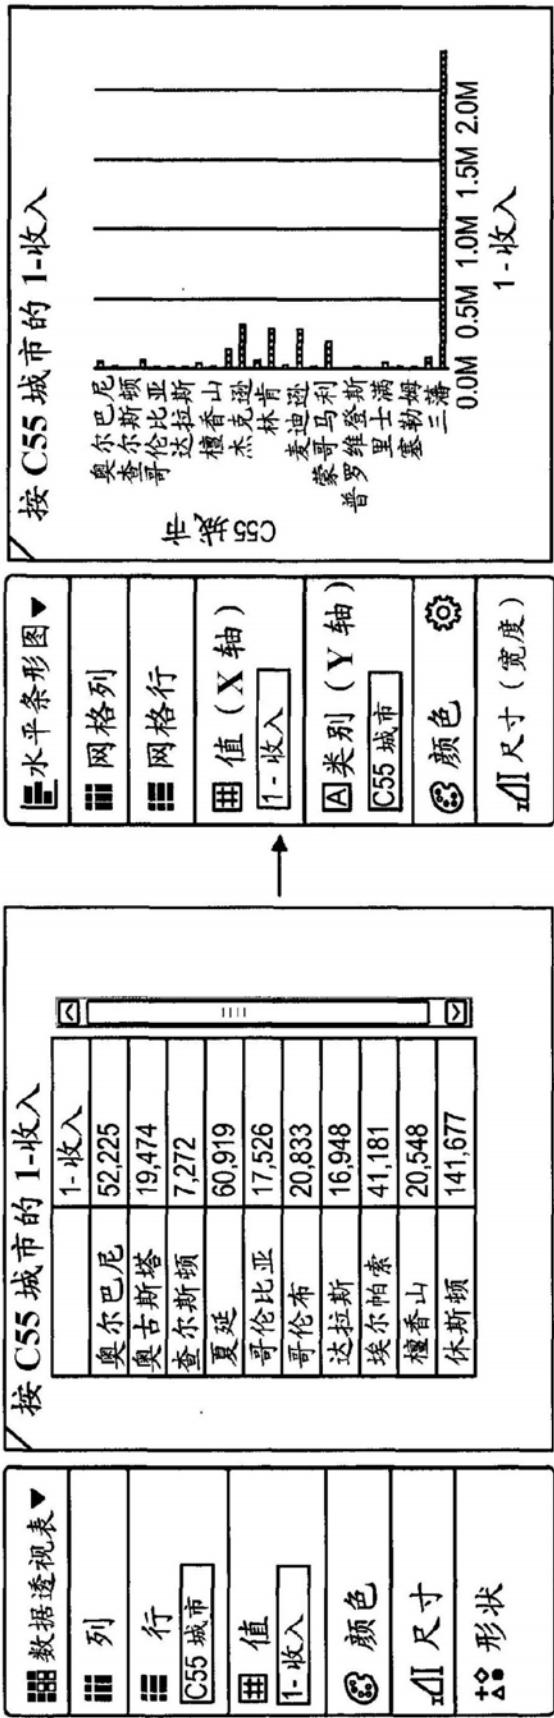 数据透视表▼
列
行
C55 城市
值
1-收入
颜色
尺寸
形状
按 C55 城市的 1-收入
1-收入
奥尔巴尼 52,225
奥古斯塔 19,474
查尔斯顿 7,272
夏延 60,919
哥伦比亚 17,526
哥伦布 20,833
达拉斯 16,948
埃尔帕索 41,181
檀香山 20,548
休斯顿 141,677
水平条形图▼
网格列
网格行
值（X 轴）
1-收入
A 类别（Y 轴）
C55 城市
颜色
尺寸（宽度）
按 C55 城市的 1-收入
C55 城市
奥尔巴尼
查尔斯顿
哥伦比亚
达拉斯
檀香山
杰克逊
林肯
麦迪逊
蒙哥马利
普罗维登斯
里士满
塞勒姆
三藩
0.0M 0.5M 1.0M 1.5M 2.0M
1-收入